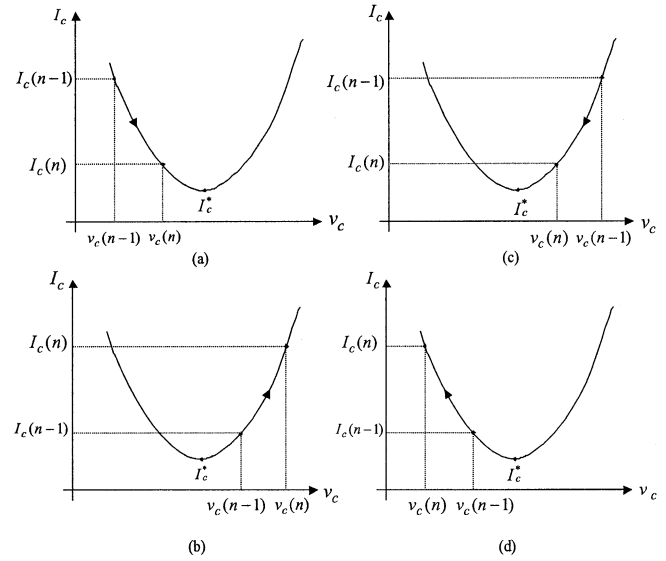 I_c
I_c(n−1)
I_c(n)
I_c^*
v_c
v_c(n−1) v_c(n)
(a)
I_c
I_c(n−1)
I_c(n)
I_c^*
v_c
v_c(n) v_c(n−1)
(c)
I_c
I_c(n)
I_c(n−1)
I_c^*
v_c
v_c(n−1) v_c(n)
(b)
I_c
I_c(n)
I_c(n−1)
I_c^*
v_c
v_c(n) v_c(n−1)
(d)